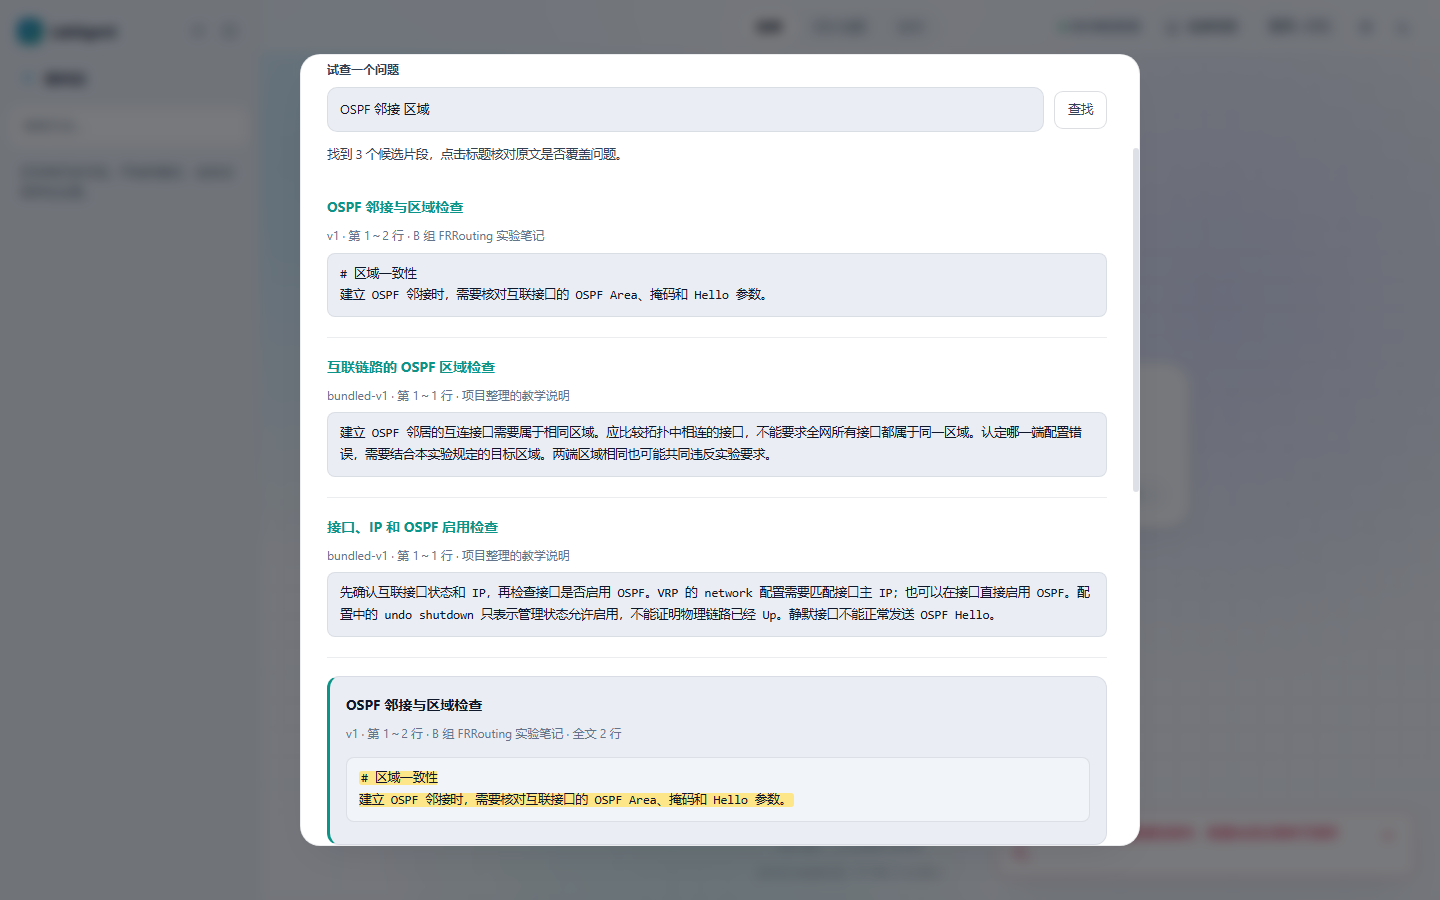 试查一个问题
OSPF 邻接 区域
查找
找到 3 个候选片段，点击标题核对原文是否覆盖问题。
OSPF 邻接与区域检查
v1 · 第 1 ~ 2 行 · B 组 FRRouting 实验笔记
# 区域一致性
建立 OSPF 邻接时，需要核对互联接口的 OSPF Area、掩码和 Hello 参数。
互联链路的 OSPF 区域检查
bundled-v1 · 第 1 ~ 1 行 · 项目整理的教学说明
建立 OSPF 邻居的互连接口需要属于相同区域。应比较拓扑中相连的接口，不能要求全网所有接口都属于同一区域。认定哪一端配置错
误，需要结合本实验规定的目标区域。两端区域相同也可能共同违反实验要求。
接口、IP 和 OSPF 启用检查
bundled-v1 · 第 1 ~ 1 行 · 项目整理的教学说明
先确认互联接口状态和 IP，再检查接口是否启用 OSPF。VRP 的 network 配置需要匹配接口主 IP；也可以在接口直接启用 OSPF。配
置中的 undo shutdown 只表示管理状态允许启用，不能证明物理链路已经 Up。静默接口不能正常发送 OSPF Hello。
OSPF 邻接与区域检查
v1 · 第 1 ~ 2 行 · B 组 FRRouting 实验笔记 · 全文 2 行
# 区域一致性
建立 OSPF 邻接时，需要核对互联接口的 OSPF Area、掩码和 Hello 参数。